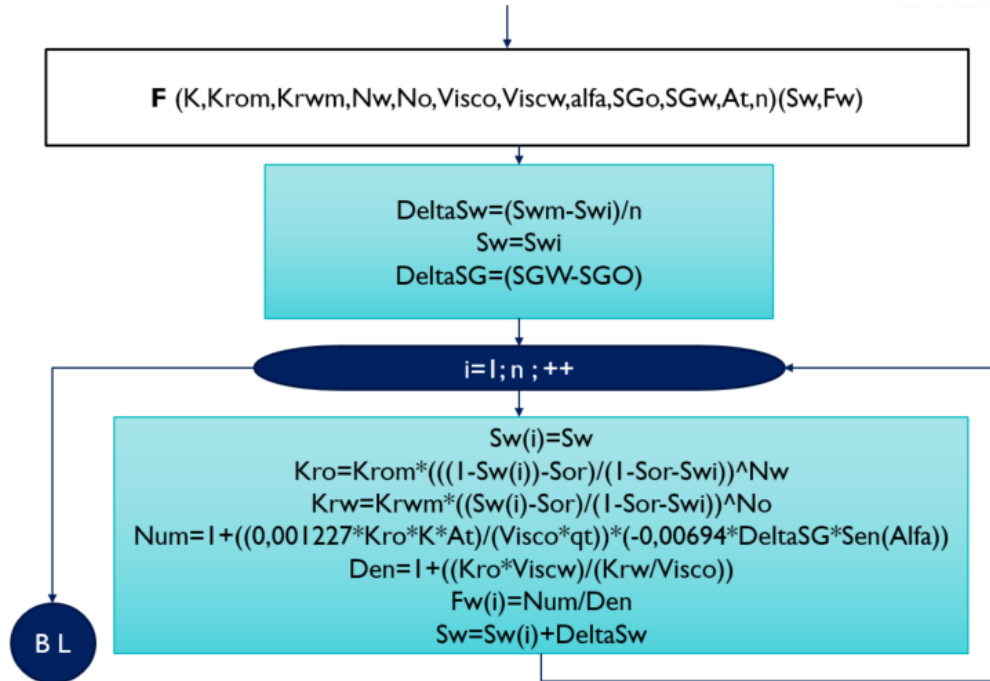 F (K,Krom,Krwm,Nw,No,Visco,Viscw,alfa,SGo,SGw,At,n)(Sw,Fw)
DeltaSw=(Swm-Swi)/n
Sw=Swi
DeltaSG=(SGW-SGO)
i=1; n ; ++
Sw(i)=Sw
Kro=Krom*(((1-Sw(i))-Sor)/(1-Sor-Swi))^Nw
Krw=Krwm*((Sw(i)-Sor)/(1-Sor-Swi))^No
Num=1+((0,001227*Kro*K*At)/(Visco*qt))*(-0,00694*DeltaSG*Sen(Alfa))
Den=1+((Kro*Viscw)/(Krw/Visco))
Fw(i)=Num/Den
Sw=Sw(i)+DeltaSw
B L